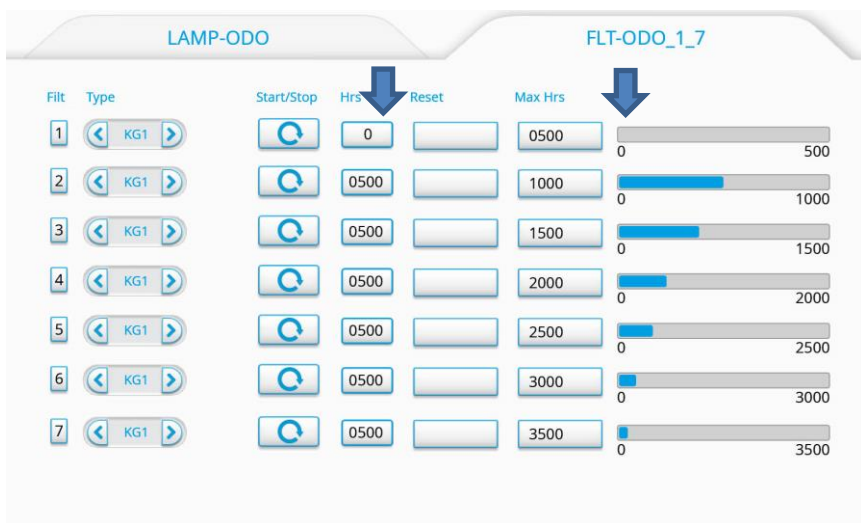 LAMP-ODO FLT-ODO_1_7
Filt Type Start/Stop Hrs Reset Max Hrs
1 KG1 0 0500
0 500
2 KG1 0500 1000
0 1000
3 KG1 0500 1500
0 1500
4 KG1 0500 2000
0 2000
5 KG1 0500 2500
0 2500
6 KG1 0500 3000
0 3000
7 KG1 0500 3500
0 3500